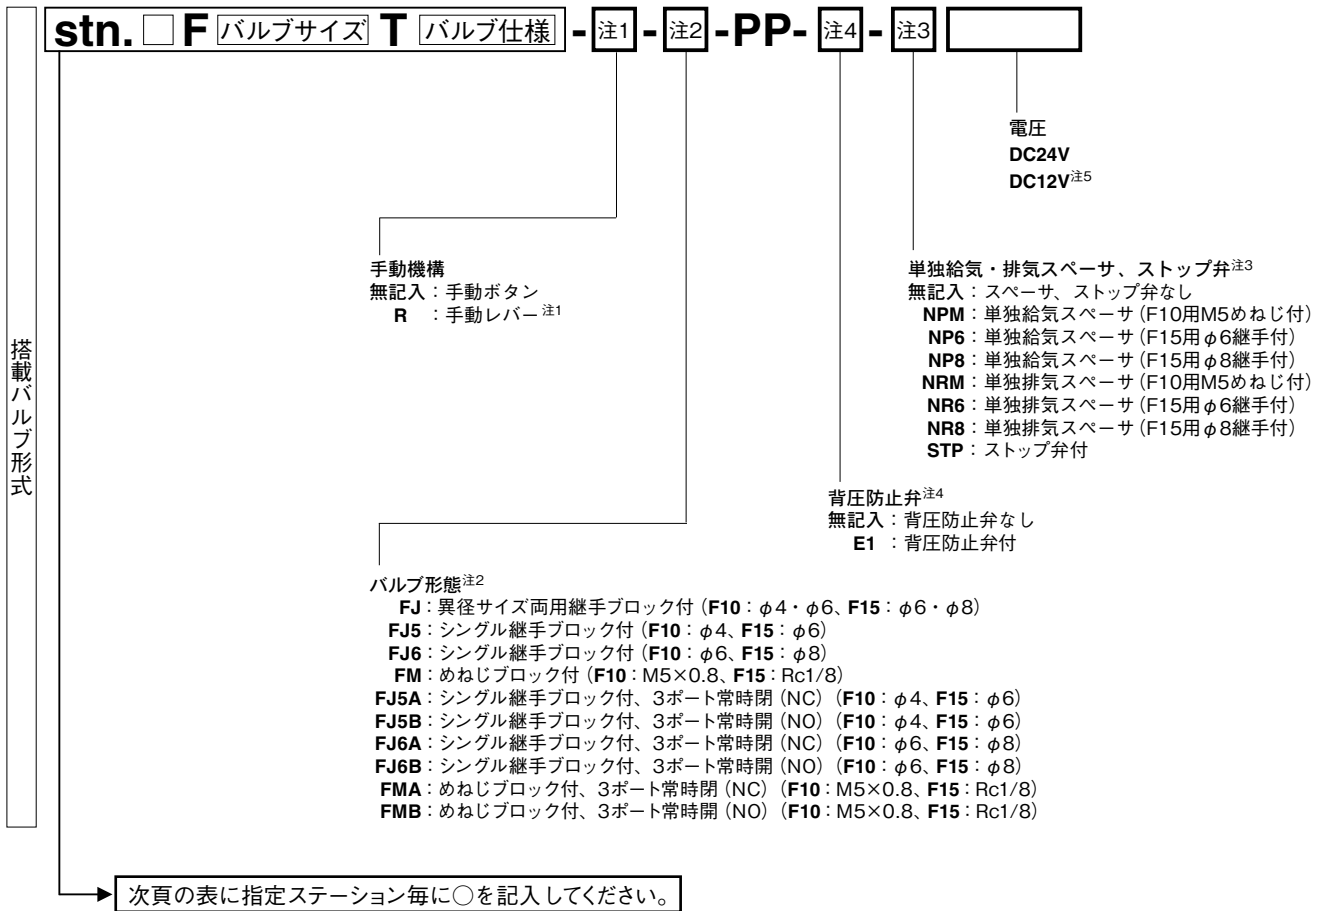 stn. □ F バルブサイズ T バルブ仕様 - 注1 - 注2 -PP- 注4 - 注3
電圧
DC24V
DC12V注5
手動機構
無記入：手動ボタン
R ：手動レバー注1
単独給気・排気スペーサ、ストップ弁注3
無記入：スペーサ、ストップ弁なし
NPM：単独給気スペーサ（F10用M5めねじ付）
NP6：単独給気スペーサ（F15用φ6継手付）
NP8：単独給気スペーサ（F15用φ8継手付）
NRM：単独排気スペーサ（F10用M5めねじ付）
NR6：単独排気スペーサ（F15用φ6継手付）
NR8：単独排気スペーサ（F15用φ8継手付）
STP：ストップ弁付
搭載バルブ形式
背圧防止弁注4
無記入：背圧防止弁なし
E1 ：背圧防止弁付
バルブ形態注2
FJ：異径サイズ両用継手ブロック付（F10：φ4・φ6、F15：φ6・φ8）
FJ5：シングル継手ブロック付（F10：φ4、F15：φ6）
FJ6：シングル継手ブロック付（F10：φ6、F15：φ8）
FM：めねじブロック付（F10：M5×0.8、F15：Rc1/8）
FJ5A：シングル継手ブロック付、3ポート常時閉（NC）（F10：φ4、F15：φ6）
FJ5B：シングル継手ブロック付、3ポート常時開（NO）（F10：φ4、F15：φ6）
FJ6A：シングル継手ブロック付、3ポート常時閉（NC）（F10：φ6、F15：φ8）
FJ6B：シングル継手ブロック付、3ポート常時開（NO）（F10：φ6、F15：φ8）
FMA：めねじブロック付、3ポート常時閉（NC）（F10：M5×0.8、F15：Rc1/8）
FMB：めねじブロック付、3ポート常時開（NO）（F10：M5×0.8、F15：Rc1/8）
次頁の表に指定ステーション毎に○を記入してください。